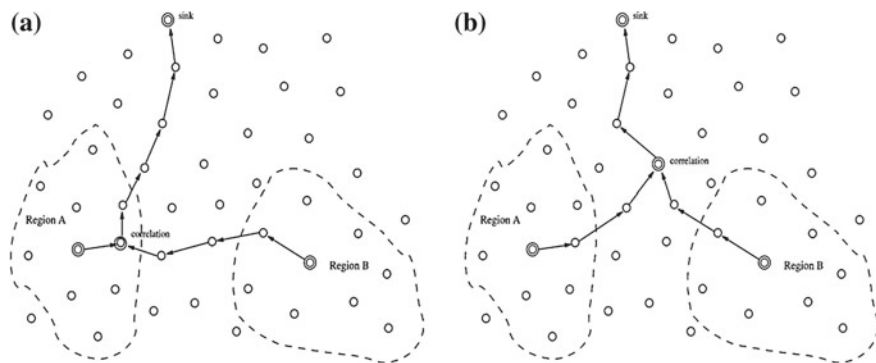 (a)
sink
Region A
correlation
Region B
(b)
sink
correlation
Region A
Region B